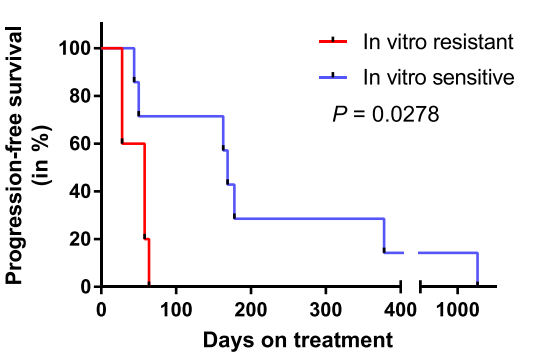 Progression-free survival
(in %)
100
80
60
40
20
0
In vitro resistant
In vitro sensitive
P = 0.0278
0 100 200 300 400 1000
Days on treatment